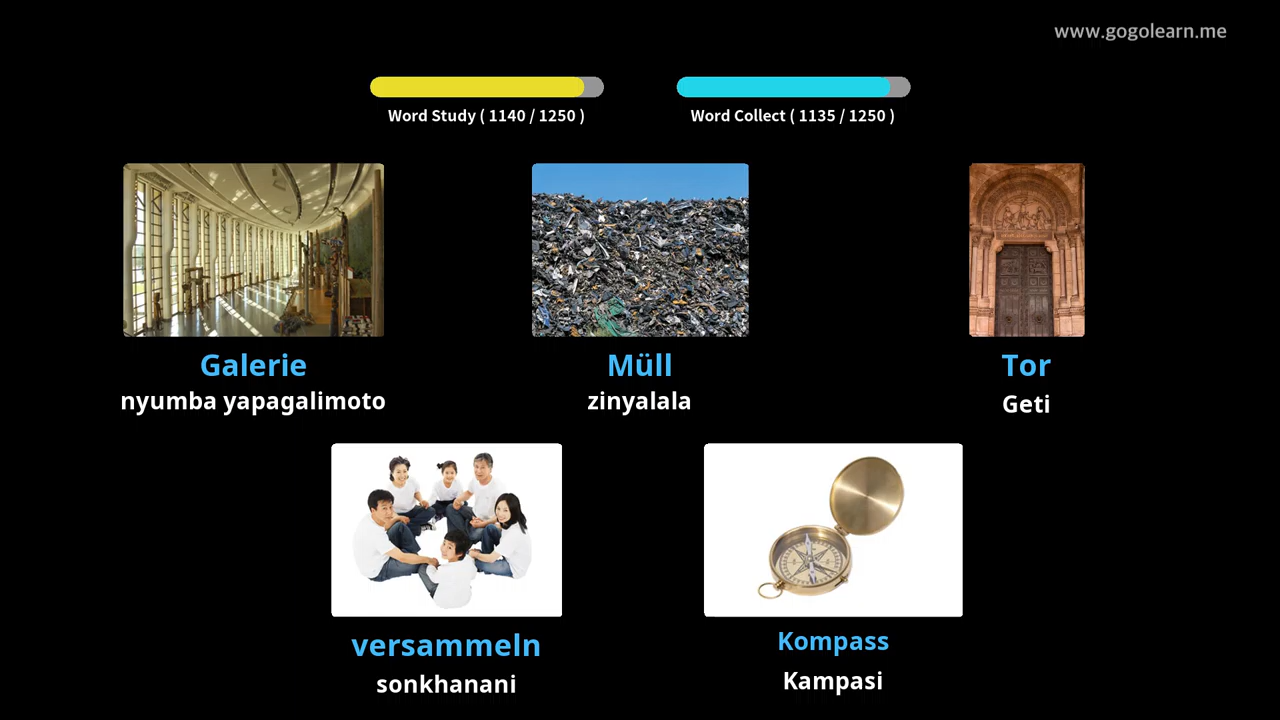 www.gogolearn.me
Word Study ( 1140 / 1250 )
Word Collect ( 1135 / 1250 )
Galerie
nyumba yapagalimoto
Müll
zinyalala
Tor
Geti
versammeln
sonkhanani
Kompass
Kampasi